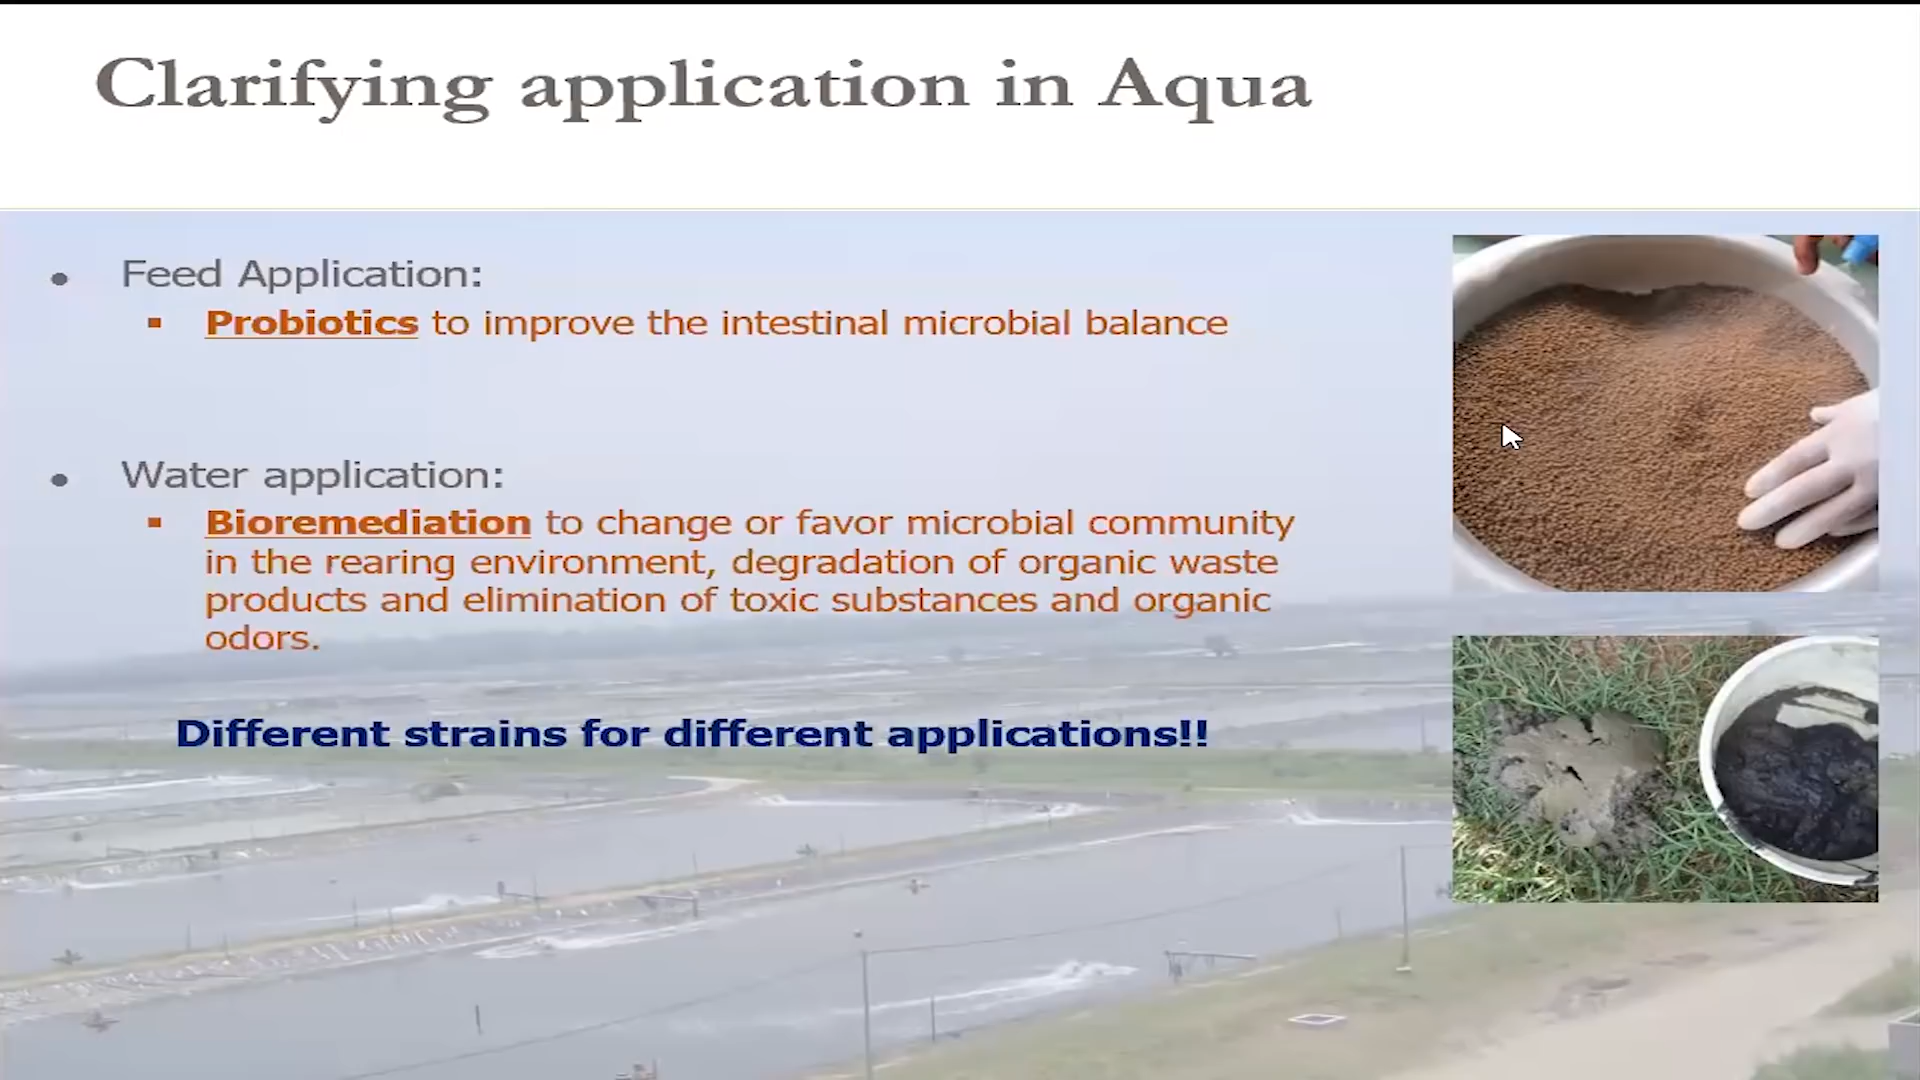 Clarifying application in Aqua
• Feed Application:
▪ Probiotics to improve the intestinal microbial balance
• Water application:
▪ Bioremediation to change or favor microbial community
in the rearing environment, degradation of organic waste
products and elimination of toxic substances and organic
odors.
Different strains for different applications!!